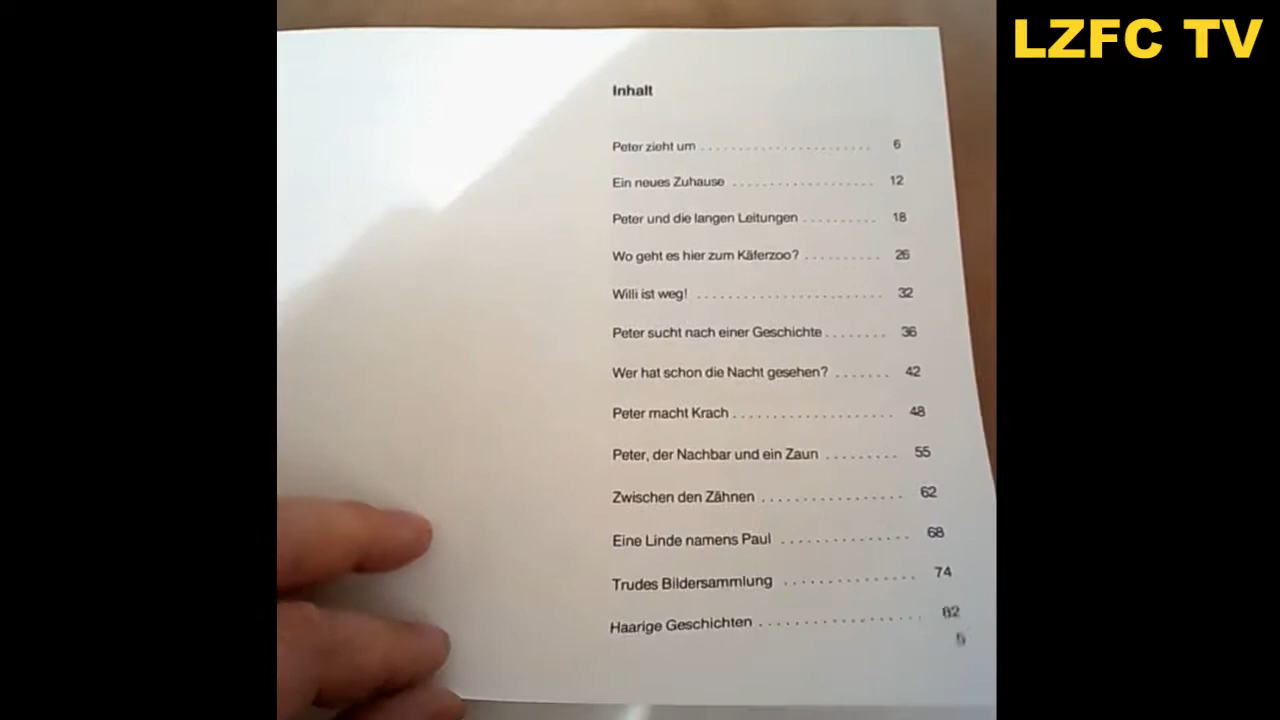 LZFC TV
Inhalt
Peter zieht um . . . . . . . . . . . . . . . . . . . . . . 6
Ein neues Zuhause . . . . . . . . . . . . . . . . . . 12
Peter und die langen Leitungen . . . . . . . . . . 18
Wo geht es hier zum Käferzoo? . . . . . . . . . . 26
Willi ist weg! . . . . . . . . . . . . . . . . . . . . . . . . 32
Peter sucht nach einer Geschichte . . . . . . . 36
Wer hat schon die Nacht gesehen? . . . . . . . 42
Peter macht Krach . . . . . . . . . . . . . . . . . . . . 48
Peter, der Nachbar und ein Zaun . . . . . . . . . 55
Zwischen den Zähnen . . . . . . . . . . . . . . . . . 62
Eine Linde namens Paul . . . . . . . . . . . . . . 68
Trudes Bildersammlung . . . . . . . . . . . . . . 74
Haarige Geschichten . . . . . . . . . . . . . . . . . 82